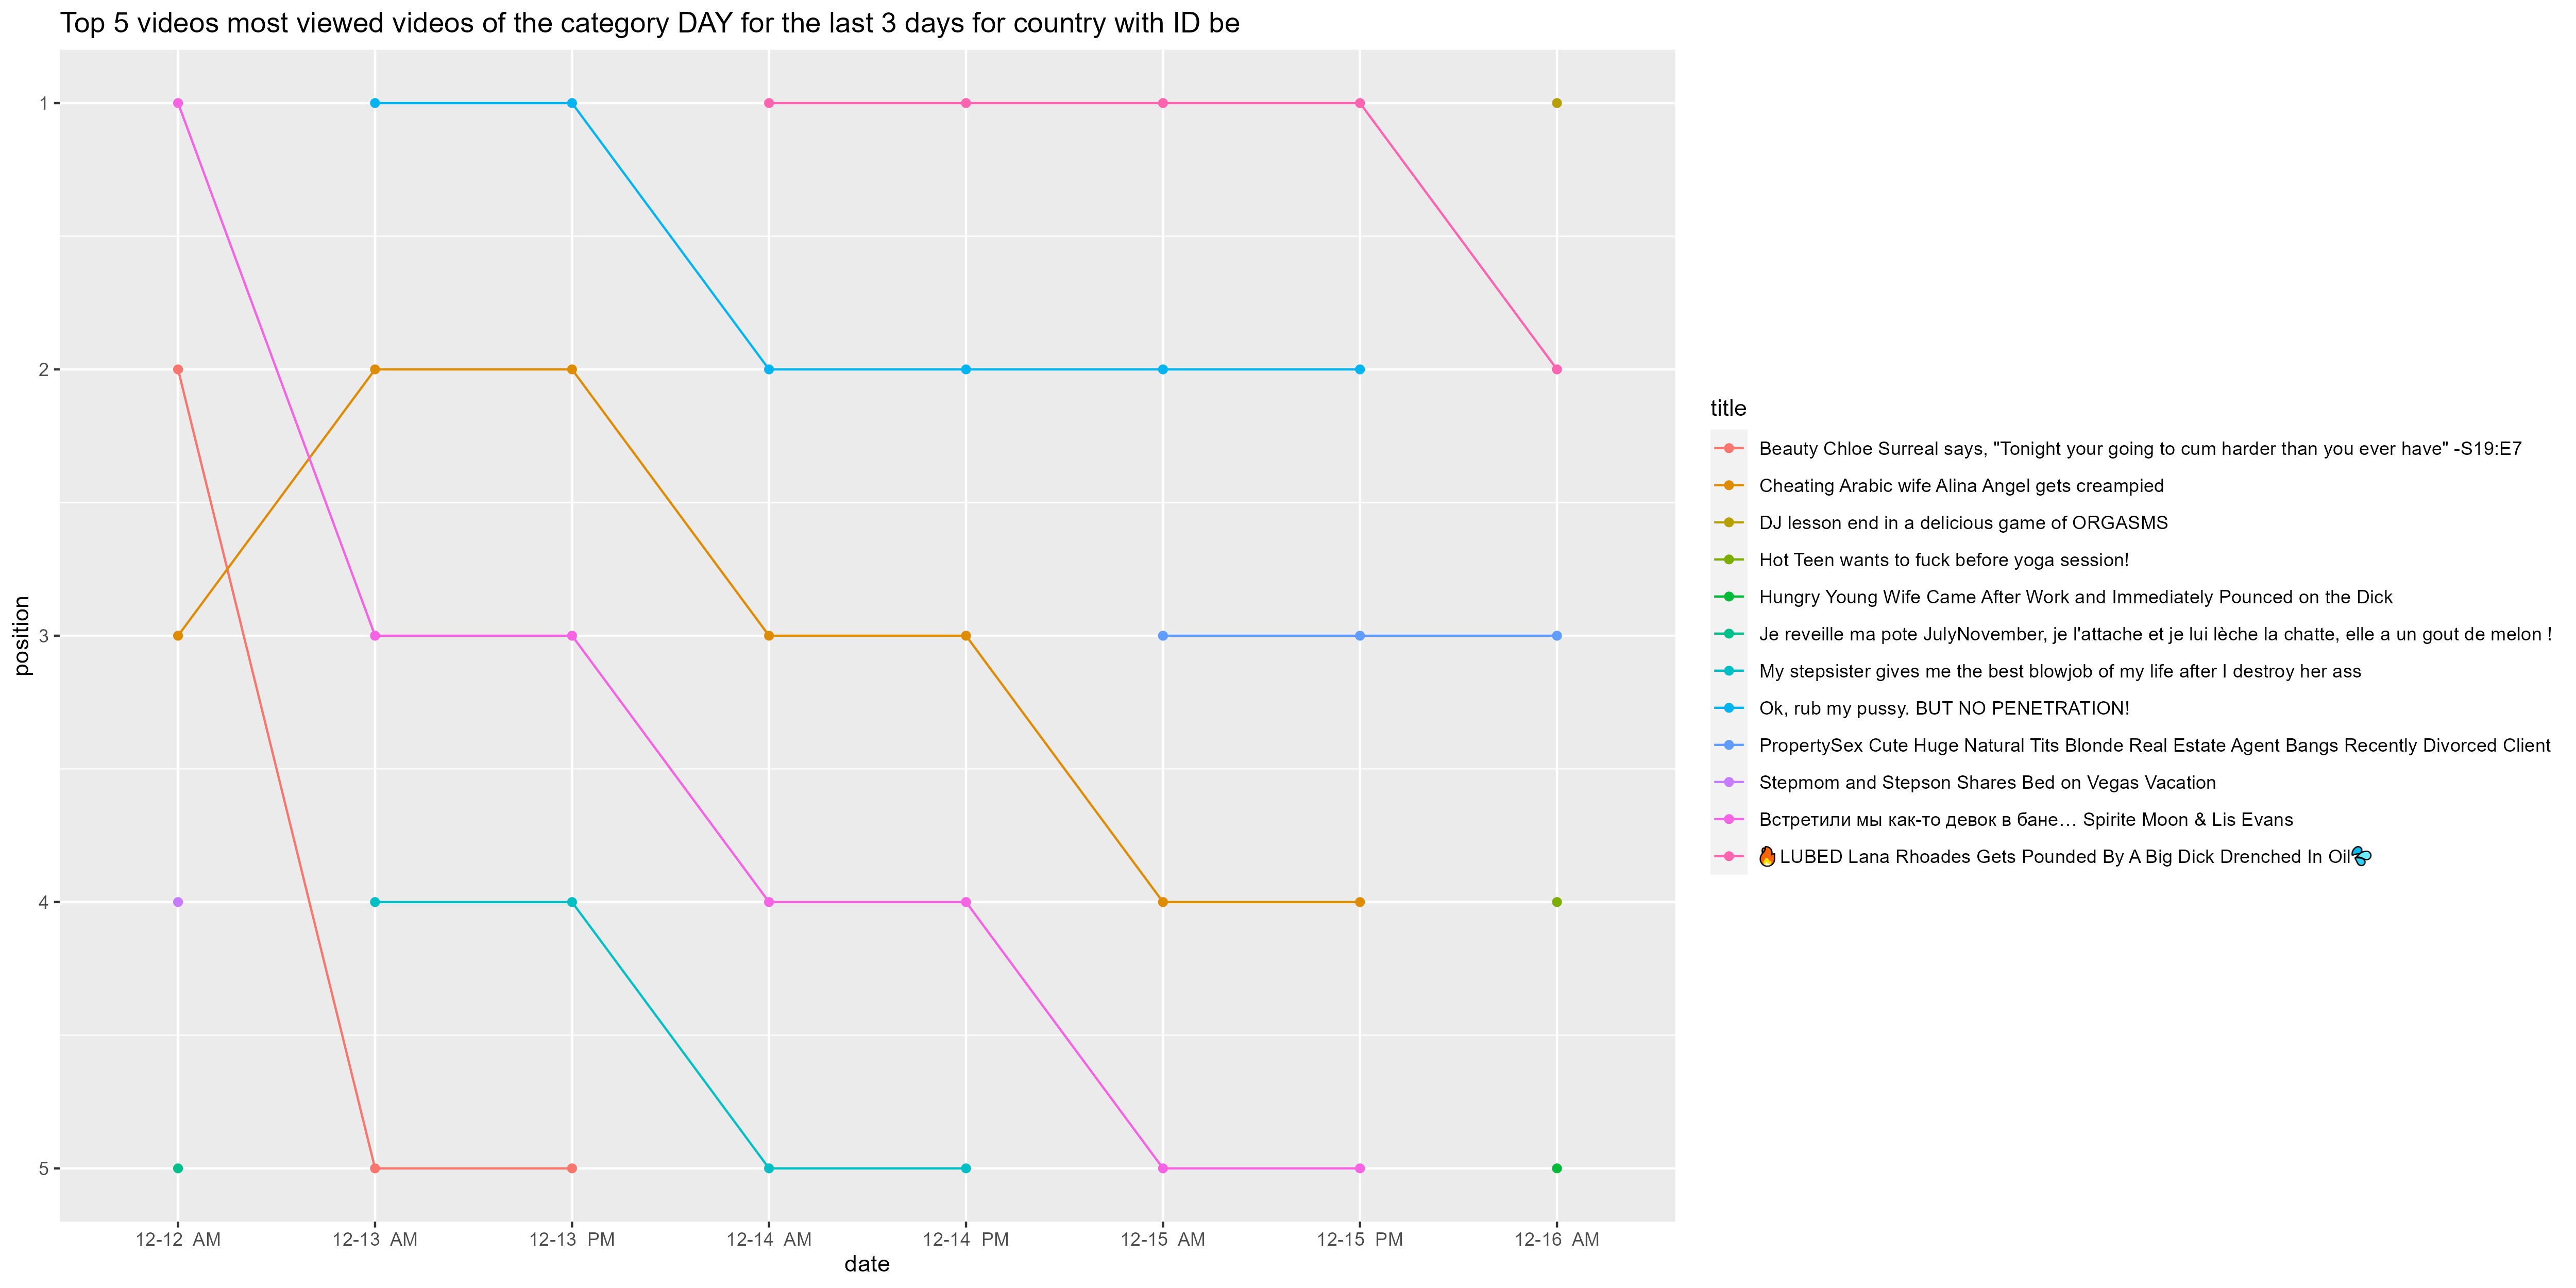 Top 5 videos most viewed videos of the category DAY for the last 3 days for country with ID be
1
2
3
4
5
position
12-12 AM
12-13 AM
12-13 PM
12-14 AM
12-14 PM
12-15 AM
12-15 PM
12-16 AM
date
title
Beauty Chloe Surreal says, "Tonight your going to cum harder than you ever have" -S19:E7
Cheating Arabic wife Alina Angel gets creampied
DJ lesson end in a delicious game of ORGASMS
Hot Teen wants to fuck before yoga session!
Hungry Young Wife Came After Work and Immediately Pounced on the Dick
Je reveille ma pote JulyNovember, je l'attache et je lui lèche la chatte, elle a un gout de melon !
My stepsister gives me the best blowjob of my life after I destroy her ass
Ok, rub my pussy. BUT NO PENETRATION!
PropertySex Cute Huge Natural Tits Blonde Real Estate Agent Bangs Recently Divorced Client
Stepmom and Stepson Shares Bed on Vegas Vacation
Встретили мы как-то девок в бане… Spirite Moon & Lis Evans
🔥LUBED Lana Rhoades Gets Pounded By A Big Dick Drenched In Oil💦